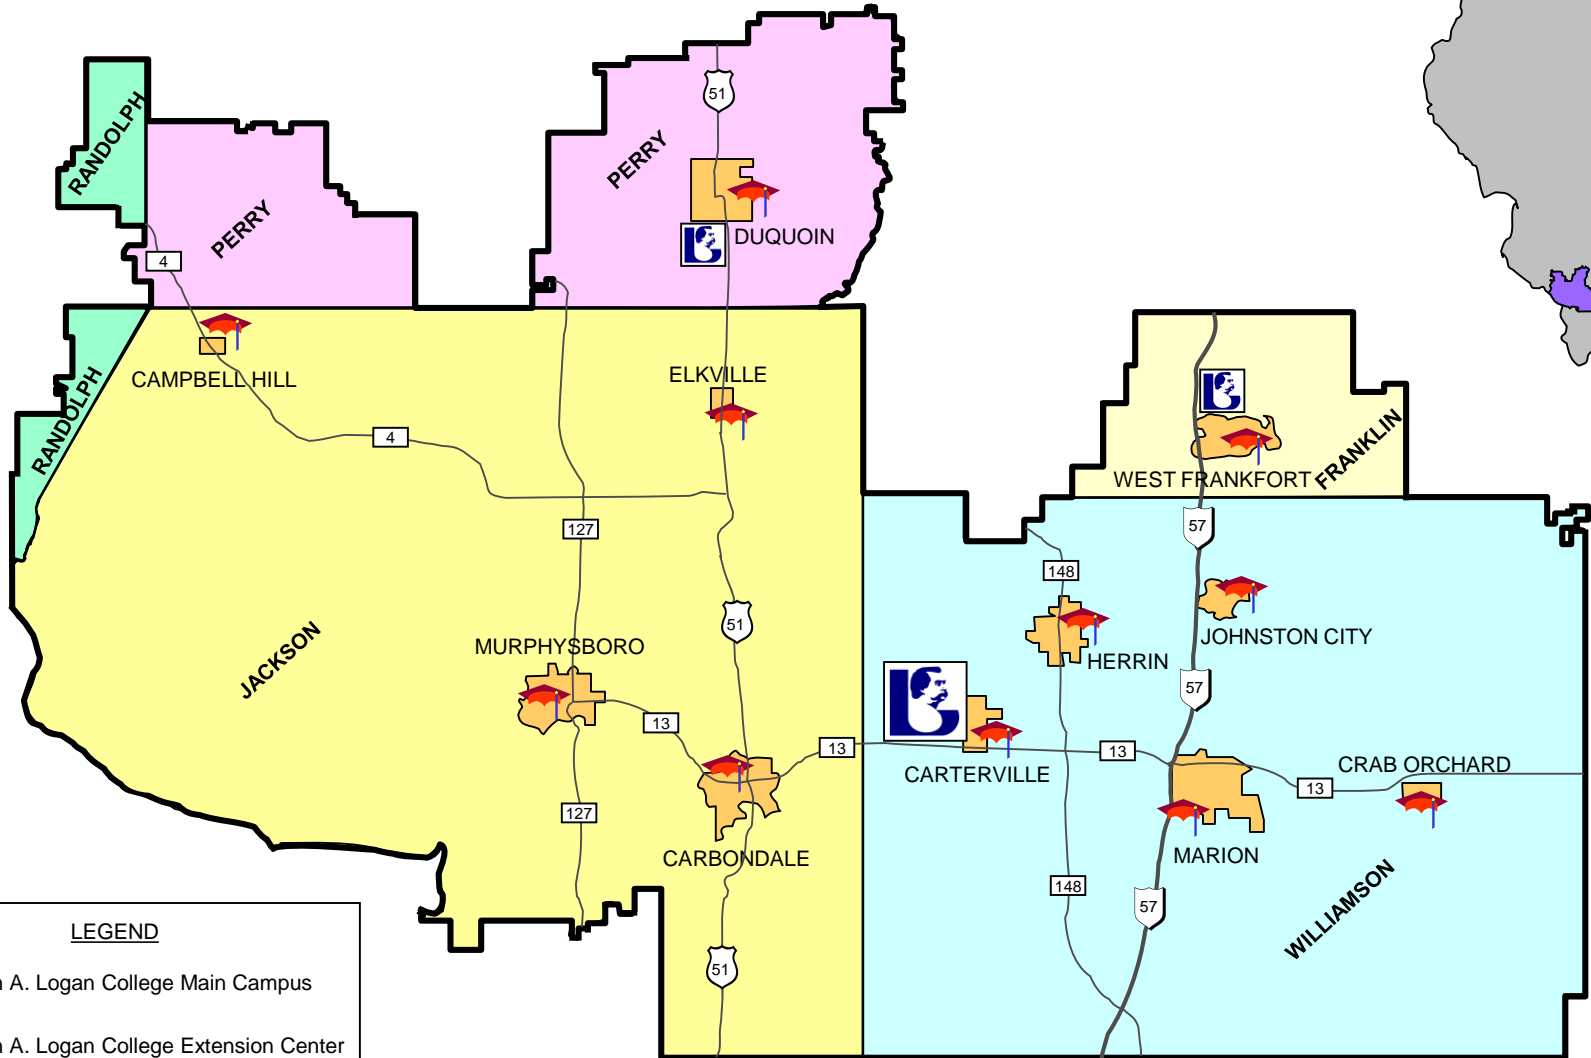 51
RANDOLPH
PERRY
PERRY
DUQUOIN
4
CAMPBELL HILL
ELKVILLE
RANDOLPH
4
FRANKLIN
WEST FRANKFORT
127
57
148
51
JOHNSTON CITY
MURPHYSBORO
HERRIN
JACKSON
57
13
13
13
CARTERVILLE
CRAB ORCHARD
13
127
MARION
CARBONDALE
148
57
WILLIAMSON
51
LEGEND
A. Logan College Main Campus
A. Logan College Extension Center